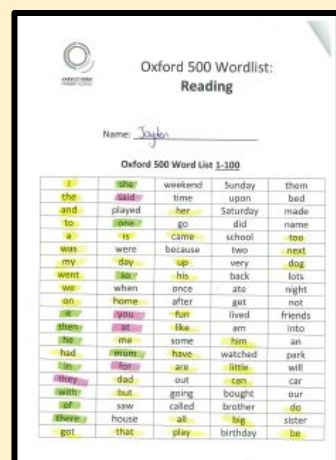 Oxford 500 Wordlist:
Reading
Name: Jayden
Oxford 500 Word List 1-100
I she weekend Sunday them
the said time upon bed
and played her Saturday made
to one go did name
a is came school too
was were because two next
my day up very dog
went so his back lots
we when once ate night
on home after get not
it you fun lived friends
then at like am into
he me some him an
had mum have watched park
in for are little will
they dad out can car
with but going bought our
of saw called brother do
there house all big sister
got that play birthday be